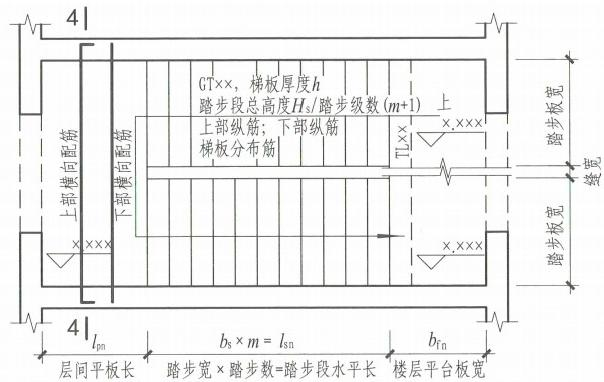 4
GT××，梯板厚度h
踏步段总高度Hs/踏步级数(m+1)
上部纵筋；下部纵筋
梯板分布筋
上
×.×××
TL××
上部横向配筋
下部横向配筋
×.×××
×.×××
踏步板宽
缝宽
踏步板宽
4
lpn
bs×m=lsn
bfn
层间平板长
踏步宽×踏步数=踏步段水平长
楼层平台板宽